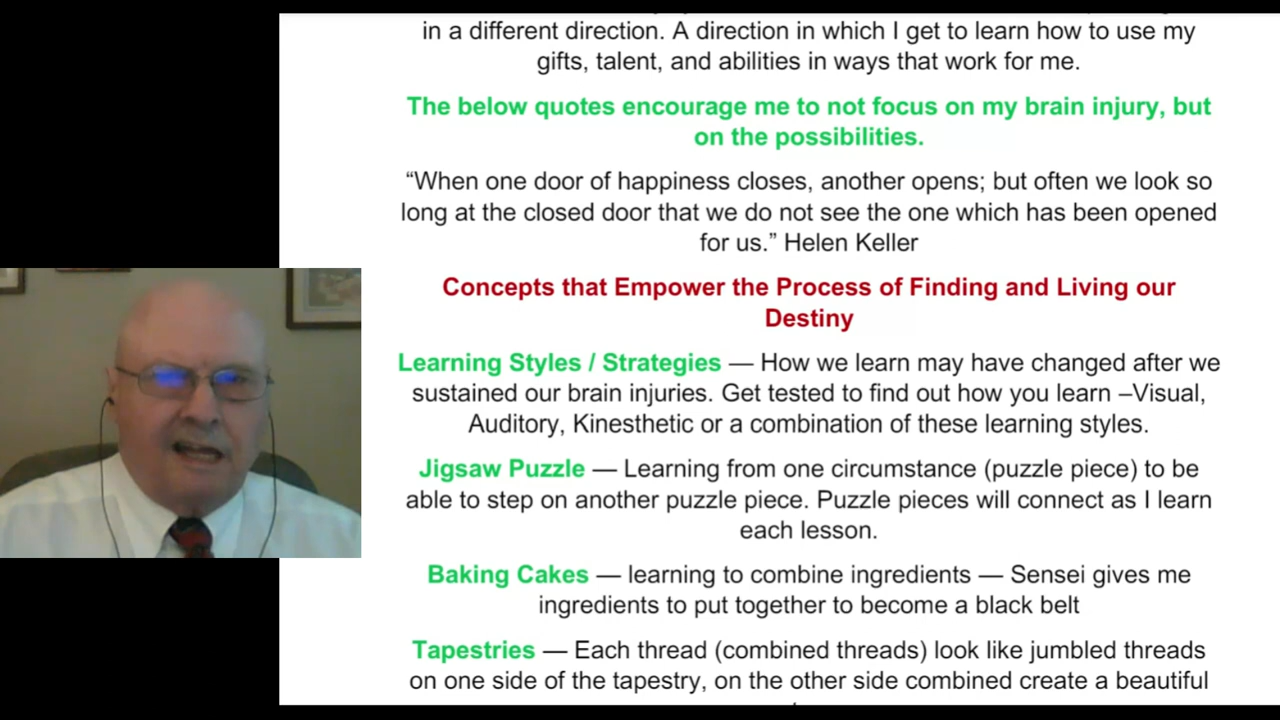 in a different direction. A direction in which I get to learn how to use my
gifts, talent, and abilities in ways that work for me.
The below quotes encourage me to not focus on my brain injury, but
on the possibilities.
“When one door of happiness closes, another opens; but often we look so
long at the closed door that we do not see the one which has been opened
for us.” Helen Keller
Concepts that Empower the Process of Finding and Living our
Destiny
Learning Styles / Strategies — How we learn may have changed after we
sustained our brain injuries. Get tested to find out how you learn –Visual,
Auditory, Kinesthetic or a combination of these learning styles.
Jigsaw Puzzle — Learning from one circumstance (puzzle piece) to be
able to step on another puzzle piece. Puzzle pieces will connect as I learn
each lesson.
Baking Cakes — learning to combine ingredients — Sensei gives me
ingredients to put together to become a black belt
Tapestries — Each thread (combined threads) look like jumbled threads
on one side of the tapestry, on the other side combined create a beautiful